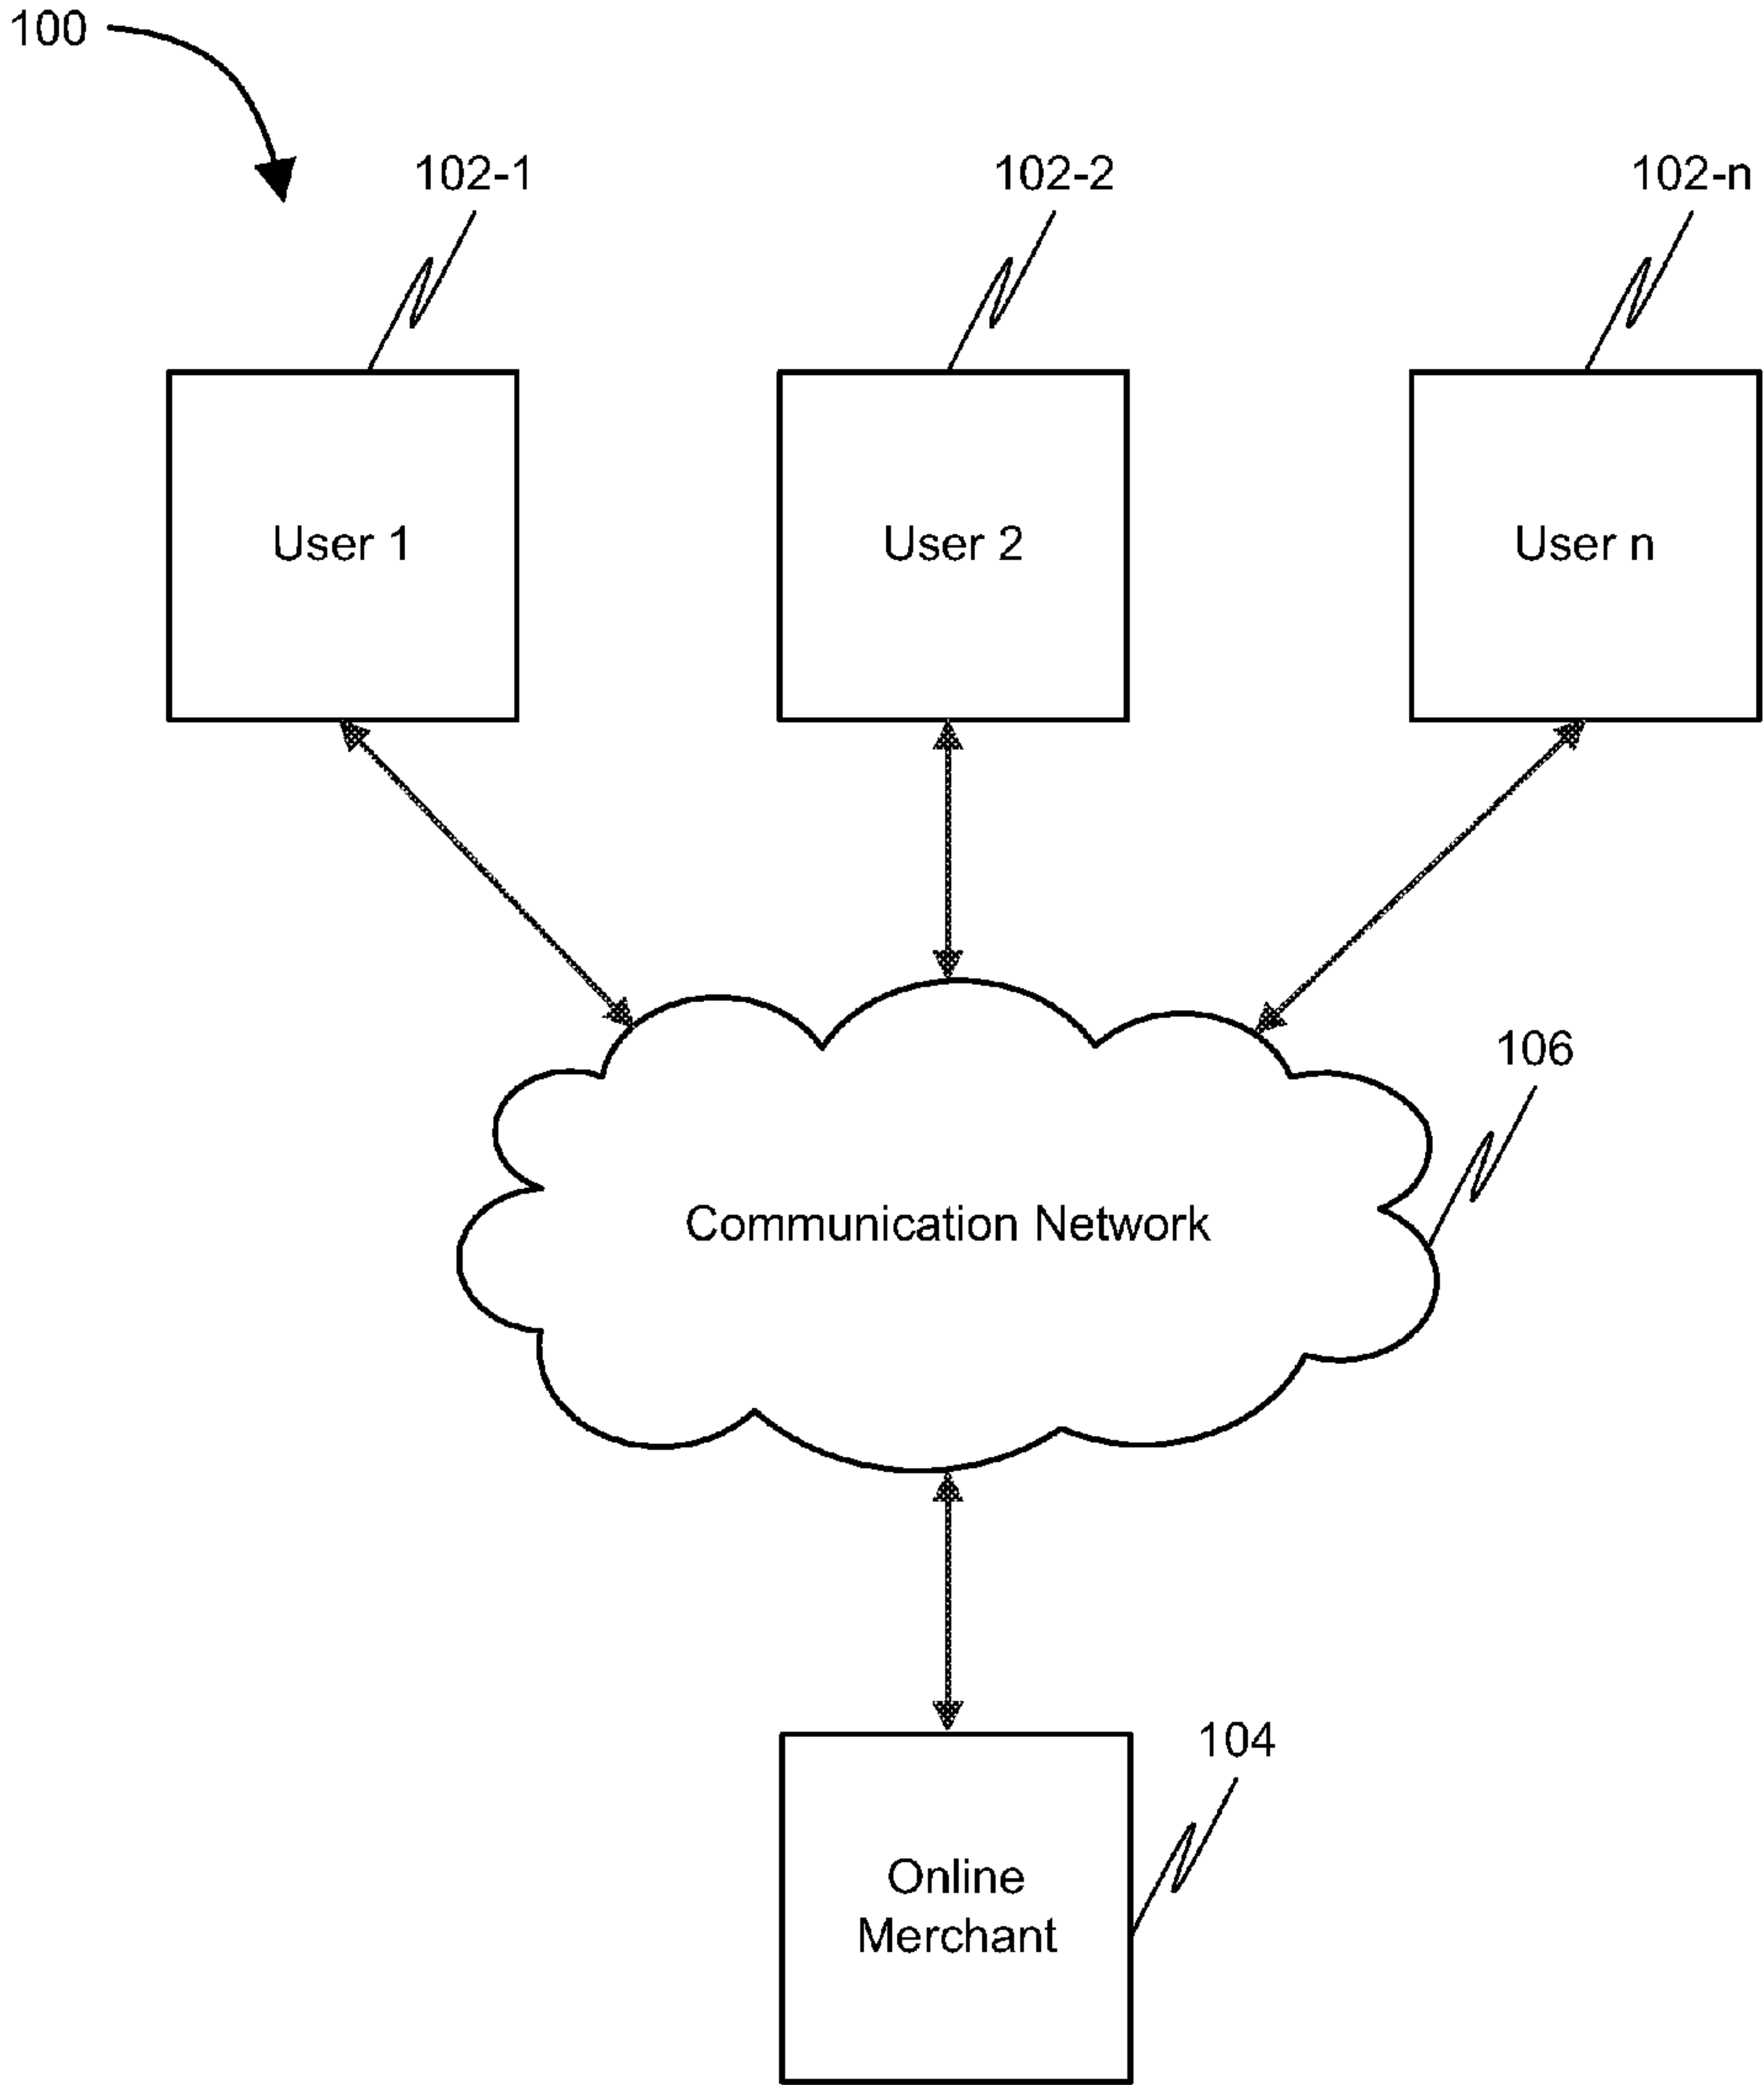 100
102-1
102-2
102-n
User 1
User 2
User n
106
Communication Network
104
Online
Merchant